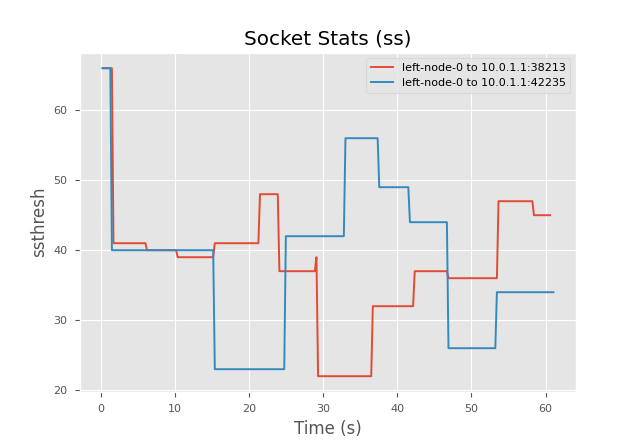 Socket Stats (ss)
left-node-0 to 10.0.1.1:38213
left-node-0 to 10.0.1.1:42235
ssthresh
60
50
40
30
20
0 10 20 30 40 50 60
Time (s)